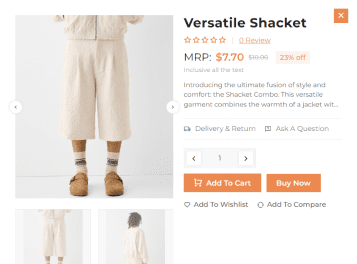 Versatile Shacket
0 Review
MRP: $7.70 $10.00 23% off
Inclusive all the text
Introducing the ultimate fusion of style and
comfort: the Shacket Combo. This versatile
garment combines the warmth of a jacket wit...
Delivery & Return Ask A Question
1
Add To Cart Buy Now
Add To Wishlist Add To Compare